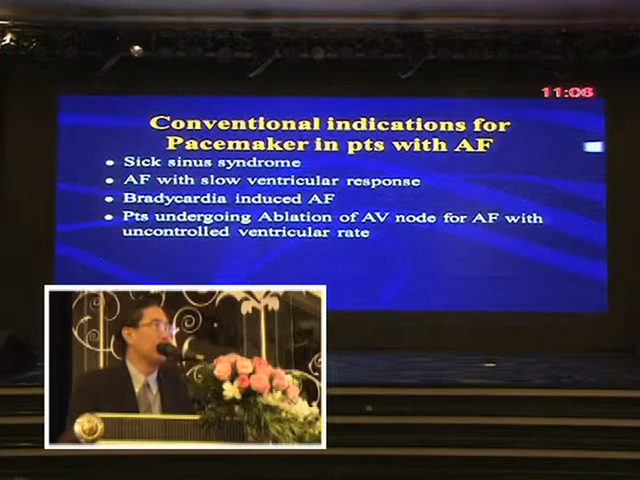 11:06
Conventional indications for
Pacemaker in pts with AF
• Sick sinus syndrome
• AF with slow ventricular response
• Bradycardia induced AF
• Pts undergoing Ablation of AV node for AF with
uncontrolled ventricular rate